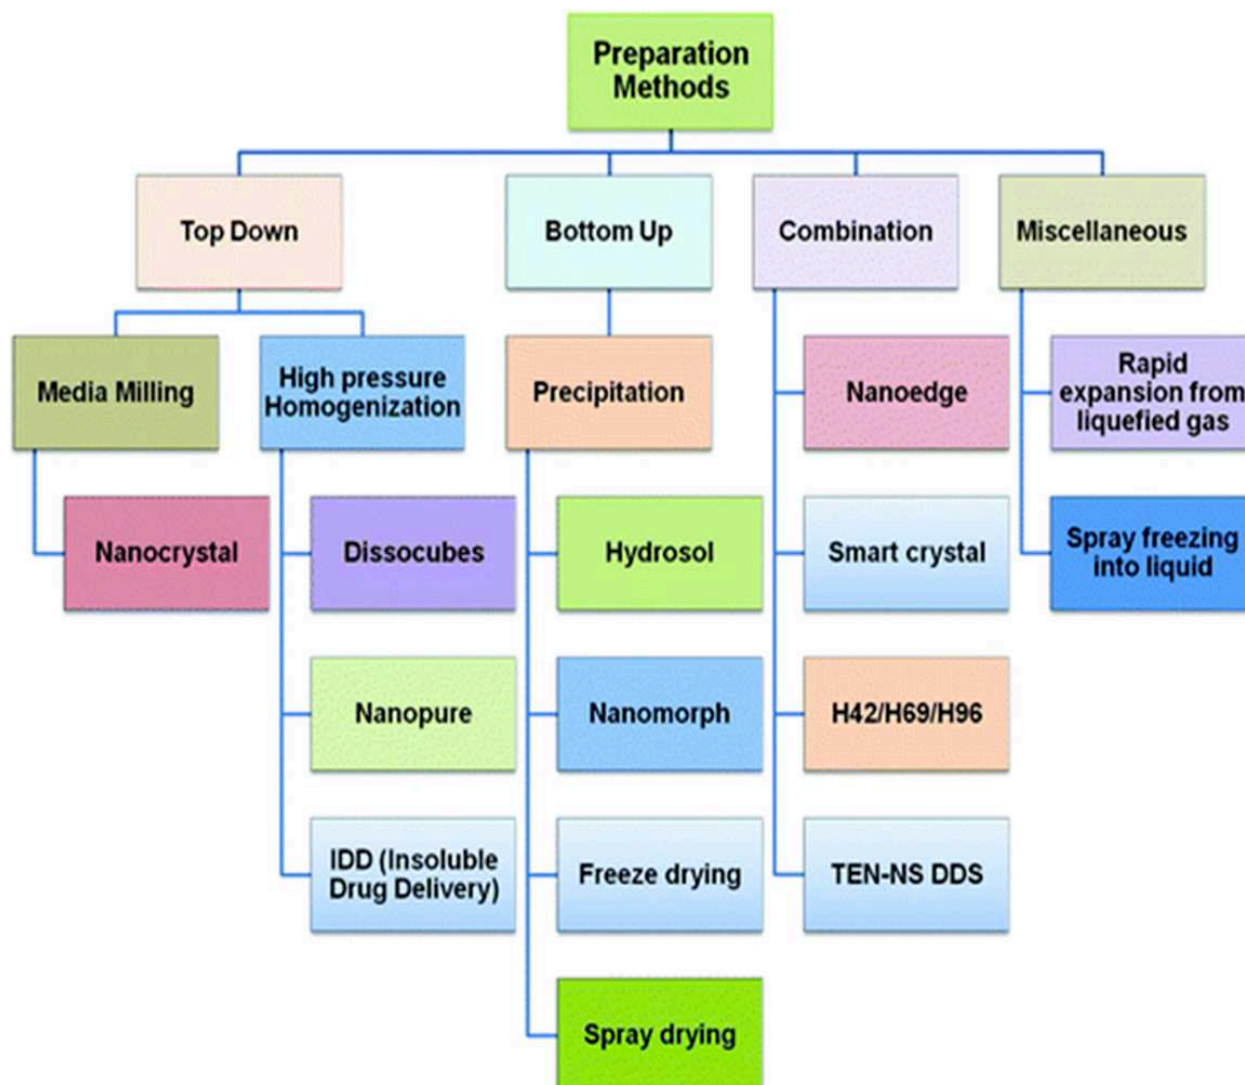 Preparation
Methods
Top Down
Bottom Up
Combination
Miscellaneous
Media Milling
High pressure
Homogenization
Precipitation
Nanoedge
Rapid
expansion from
liquefied gas
Nanocrystal
Dissocubes
Hydrosol
Smart crystal
Spray freezing
into liquid
Nanopure
Nanomorph
H42/H69/H96
IDD (Insoluble
Drug Delivery)
Freeze drying
TEN-NS DDS
Spray drying